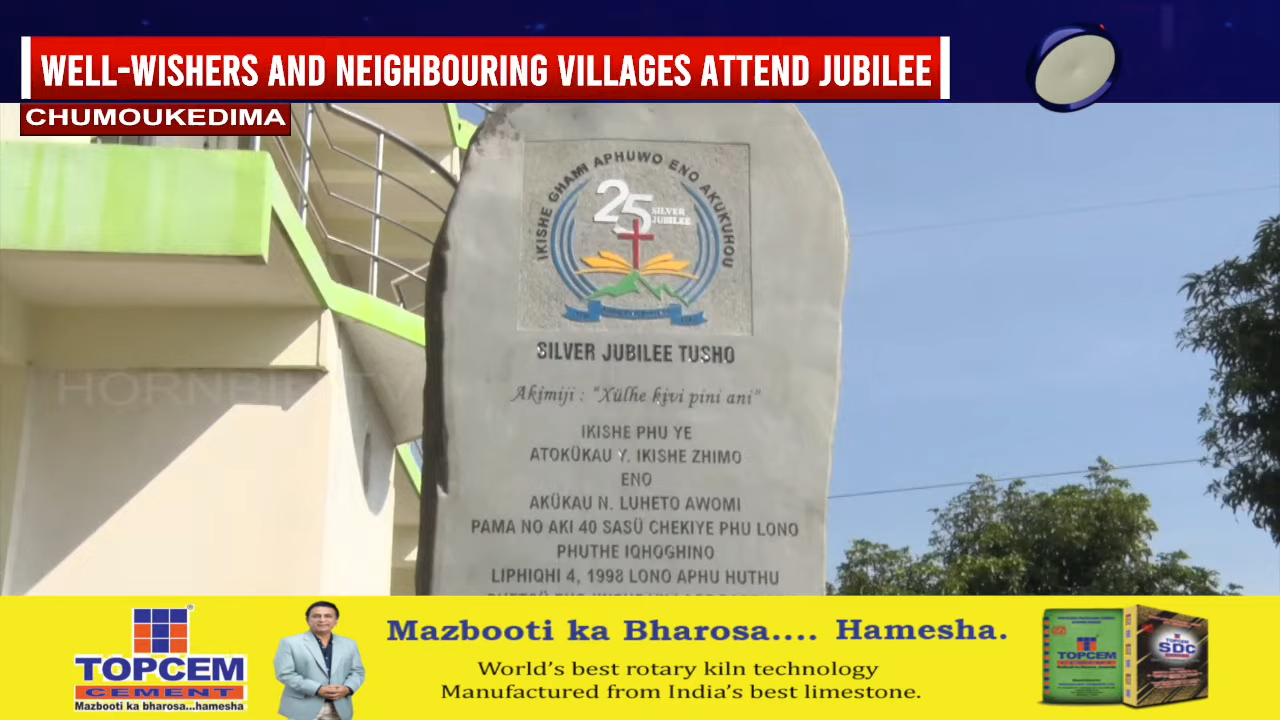 WELL-WISHERS AND NEIGHBOURING VILLAGES ATTEND JUBILEE
CHUMOUKEDIMA
IKISHE GHAMI APHUWO ENO AKUKUHOU
25
SILVER
JUBILEE
SILVER JUBILEE TUSHO
Akimiji : “Xülhe kivi pini ani”
IKISHE PHU YE
ATOKÜKAU Y. IKISHE ZHIMO
ENO
AKÜKAU N. LUHETO AWOMI
PAMA NO AKI 40 SASÜ CHEKIYE PHU LONO
PHUTHE IQHOGHINO
LIPHIQHI 4, 1998 LONO APHU HUTHU
HORNBILL TV
TOPCEM
CEMENT
Mazbooti ka bharosa...hamesha
Mazbooti ka Bharosa.... Hamesha.
World's best rotary kiln technology
Manufactured from India's best limestone.
TOPCEM
TOPCEM
SDC